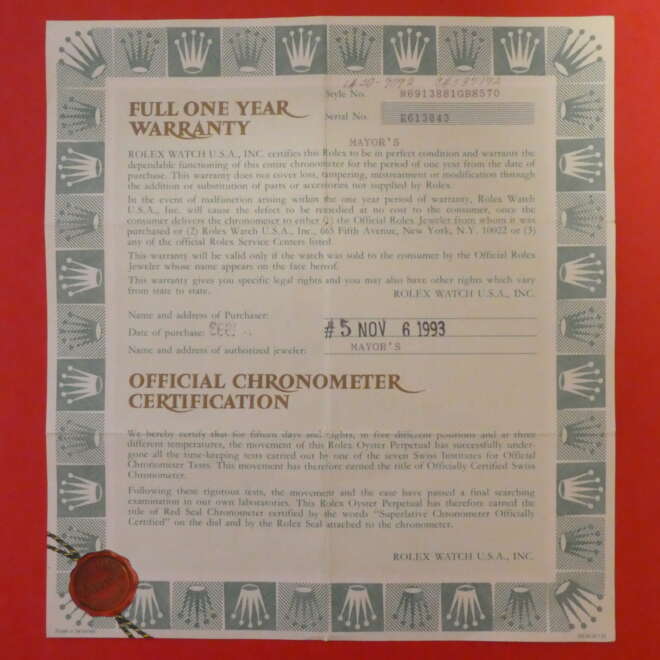 Style No. M6913881GB8570
Serial No. E613843
FULL ONE YEAR
WARRANTY
MAYOR'S
ROLEX WATCH U.S.A., INC. certifies this Rolex to be in perfect condition and warrants the
dependable functioning of this entire chronometer for the period of one year from the date of
purchase. This warranty does not cover loss, tampering, mistreatment or modification through
the addition or substitution of parts or accessories not supplied by Rolex.
In the event of malfunction arising within the one year period of warranty, Rolex Watch
U.S.A., Inc. will cause the defect to be remedied at no cost to the consumer, once the
consumer delivers the chronometer to either (1) the Official Rolex Jeweler from whom it was
purchased or (2) Rolex Watch U.S.A., Inc., 665 Fifth Avenue, New York, N.Y. 10022 or (3)
any of the official Rolex Service Centers listed.
This warranty will be valid only if the watch was sold to the consumer by the Official Rolex
Jeweler whose name appears on the face hereof.
This warranty gives you specific legal rights and you may also have other rights which vary
from state to state.
ROLEX WATCH U.S.A., INC.
Name and address of Purchaser:
Date of purchase: #5 NOV 6 1993
Name and address of authorized jeweler: MAYOR'S
OFFICIAL CHRONOMETER
CERTIFICATION
We hereby certify that for fifteen days and nights, in five different positions and at three
different temperatures, the movement of this Rolex Oyster Perpetual has successfully under-
gone all the time-keeping tests carried out by one of the seven Swiss Institutes for Official
Chronometer Tests. This movement has therefore earned the title of Officially Certified Swiss
Chronometer.
Following these rigorous tests, the movement and the case have passed a final searching
examination in our own laboratories. This Rolex Oyster Perpetual has therefore earned the
title of Red Seal Chronometer certified by the words "Superlative Chronometer Officially
Certified" on the dial and by the Rolex Seal attached to the chronometer.
ROLEX WATCH U.S.A., INC.